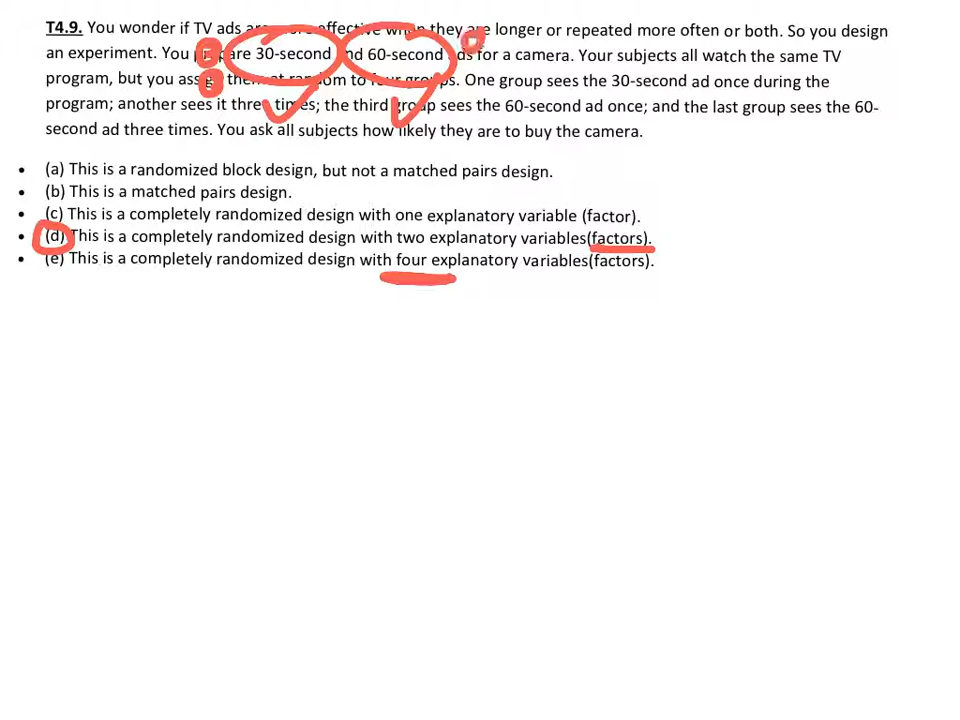 T4.9. You wonder if TV ads are more effective when they are longer or repeated more often or both. So you design
an experiment. You prepare 30-second and 60-second ads for a camera. Your subjects all watch the same TV
program, but you assign them at random to four groups. One group sees the 30-second ad once during the
program; another sees it three times; the third group sees the 60-second ad once; and the last group sees the 60-
second ad three times. You ask all subjects how likely they are to buy the camera.
• (a) This is a randomized block design, but not a matched pairs design.
• (b) This is a matched pairs design.
• (c) This is a completely randomized design with one explanatory variable (factor).
• (d) This is a completely randomized design with two explanatory variables(factors).
• (e) This is a completely randomized design with four explanatory variables(factors).